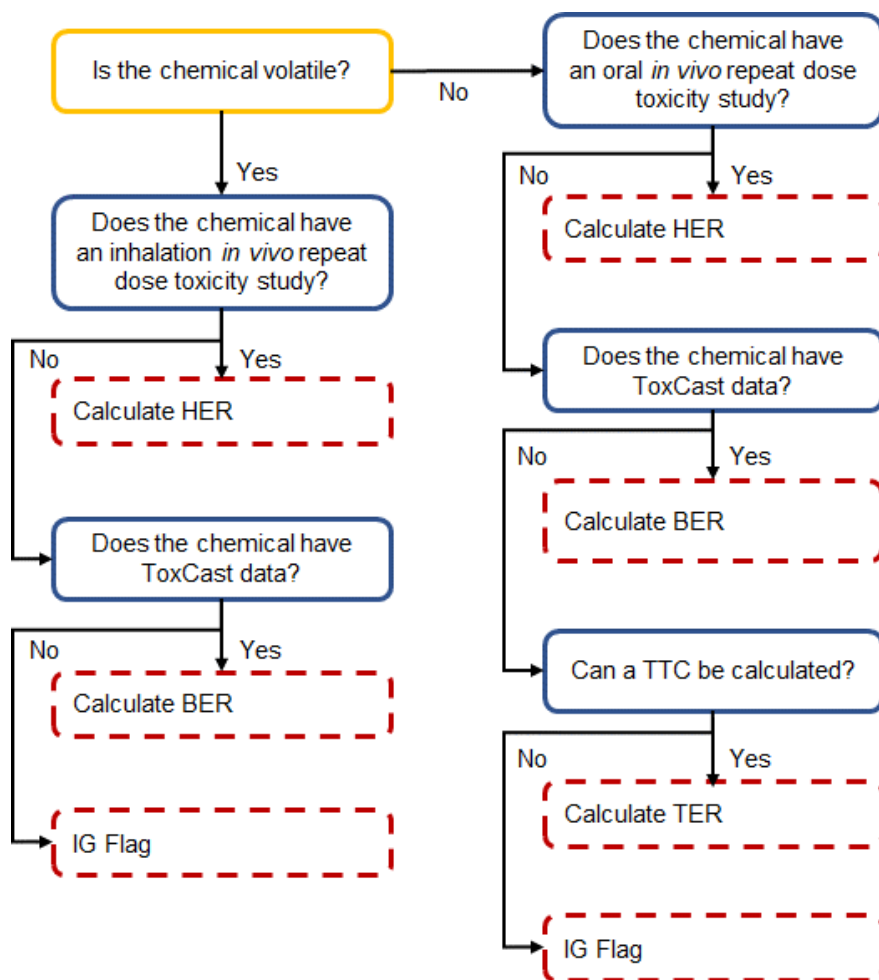 Is the chemical volatile?
No
Yes
Does the chemical have
an inhalation in vivo repeat
dose toxicity study?
No
Yes
Calculate HER
Does the chemical have
ToxCast data?
No
Yes
Calculate BER
IG Flag
Does the chemical have
an oral in vivo repeat dose
toxicity study?
No
Yes
Calculate HER
Does the chemical have
ToxCast data?
No
Yes
Calculate BER
Can a TTC be calculated?
No
Yes
Calculate TER
IG Flag